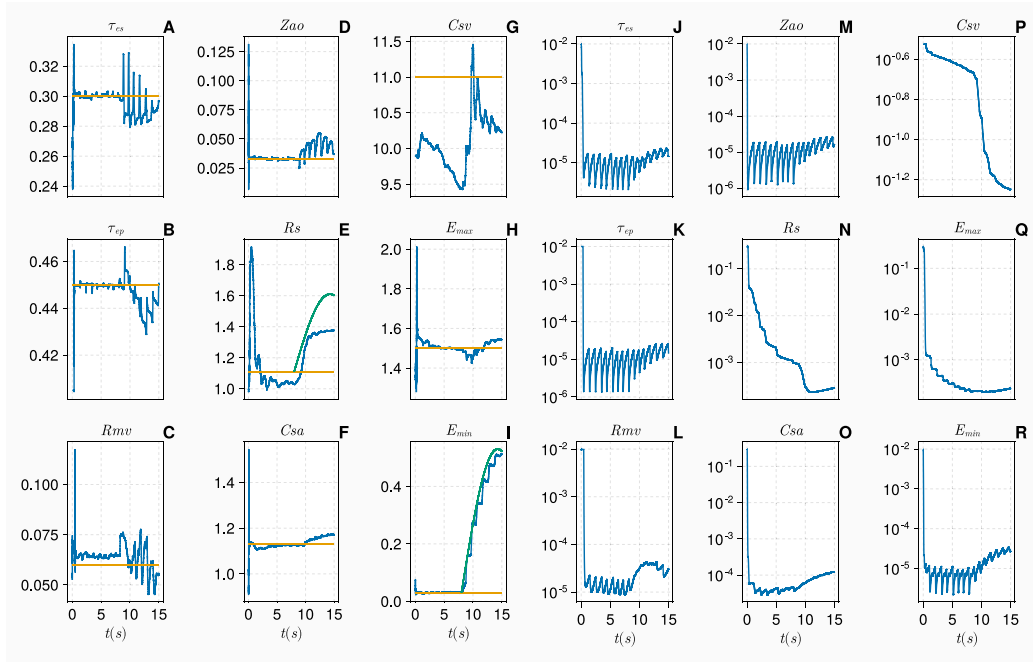 τes A Zao D Csv G τes J Zao M Csv P
0.32 0.30 0.28 0.26 0.24
0.125 0.100 0.075 0.050 0.025
11.5 11.0 10.5 10.0 9.5
10^-2 10^-3 10^-4 10^-5
10^-2 10^-3 10^-4 10^-5 10^-6
10^-0.6 10^-0.8 10^-1.0 10^-1.2
τep B Rs E Emax H τep K Rs N Emax Q
0.46 0.44 0.42
1.8 1.6 1.4 1.2 1.0
2.0 1.8 1.6 1.4
10^-2 10^-3 10^-4 10^-5 10^-6
10^-1 10^-2 10^-3
10^-1 10^-2 10^-3
Rmv C Csa F Emin I Rmv L Csa O Emin R
0.100 0.075 0.050
1.4 1.2 1.0
0.4 0.2 0.0
10^-2 10^-3 10^-4 10^-5
10^-1 10^-2 10^-3 10^-4
10^-2 10^-3 10^-4 10^-5
0 5 10 15 0 5 10 15 0 5 10 15 0 5 10 15 0 5 10 15 0 5 10 15
t(s) t(s) t(s) t(s) t(s) t(s)